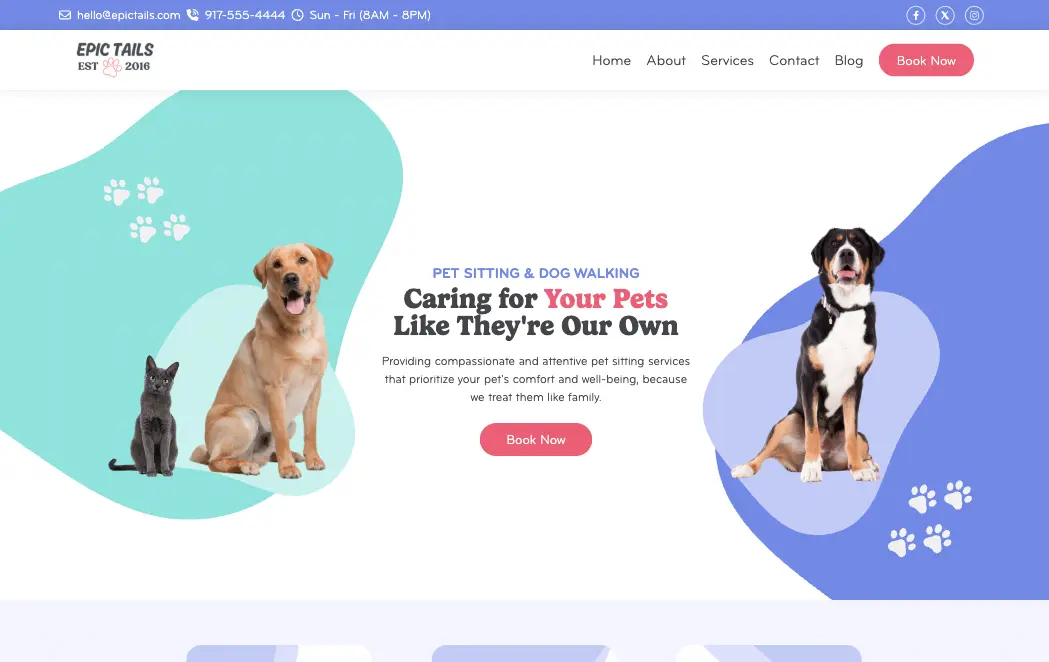 hello@epictails.com 917-555-4444 Sun - Fri (8AM - 8PM)
EPIC TAILS
EST 2016
Home About Services Contact Blog Book Now
PET SITTING & DOG WALKING
Caring for Your Pets
Like They're Our Own
Providing compassionate and attentive pet sitting services
that prioritize your pet's comfort and well-being, because
we treat them like family.
Book Now